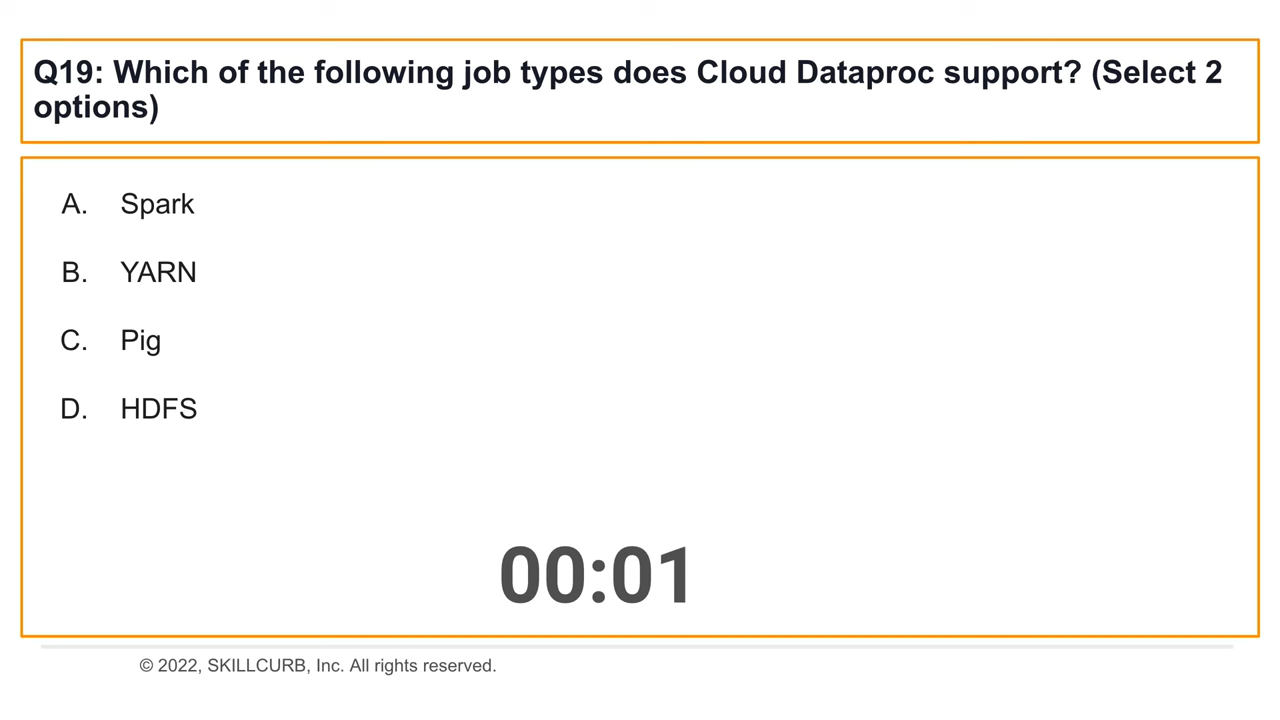 Q19: Which of the following job types does Cloud Dataproc support? (Select 2
options)
A. Spark
B. YARN
C. Pig
D. HDFS
00:01
© 2022, SKILLCURB, Inc. All rights reserved.